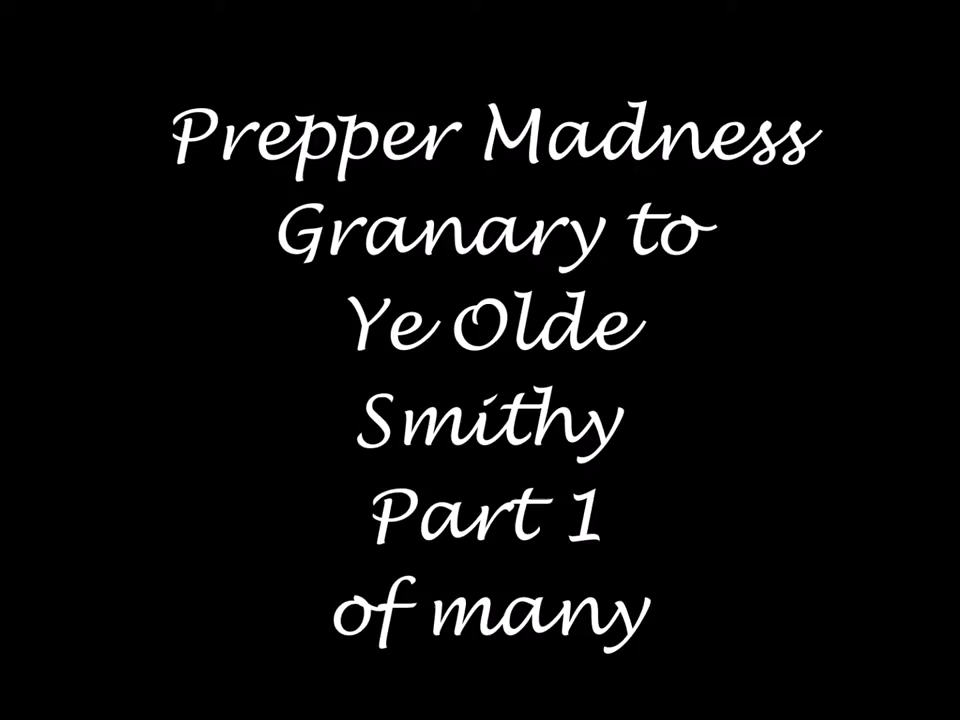 Prepper Madness
Granary to
Ye Olde
Smithy
Part 1
of many